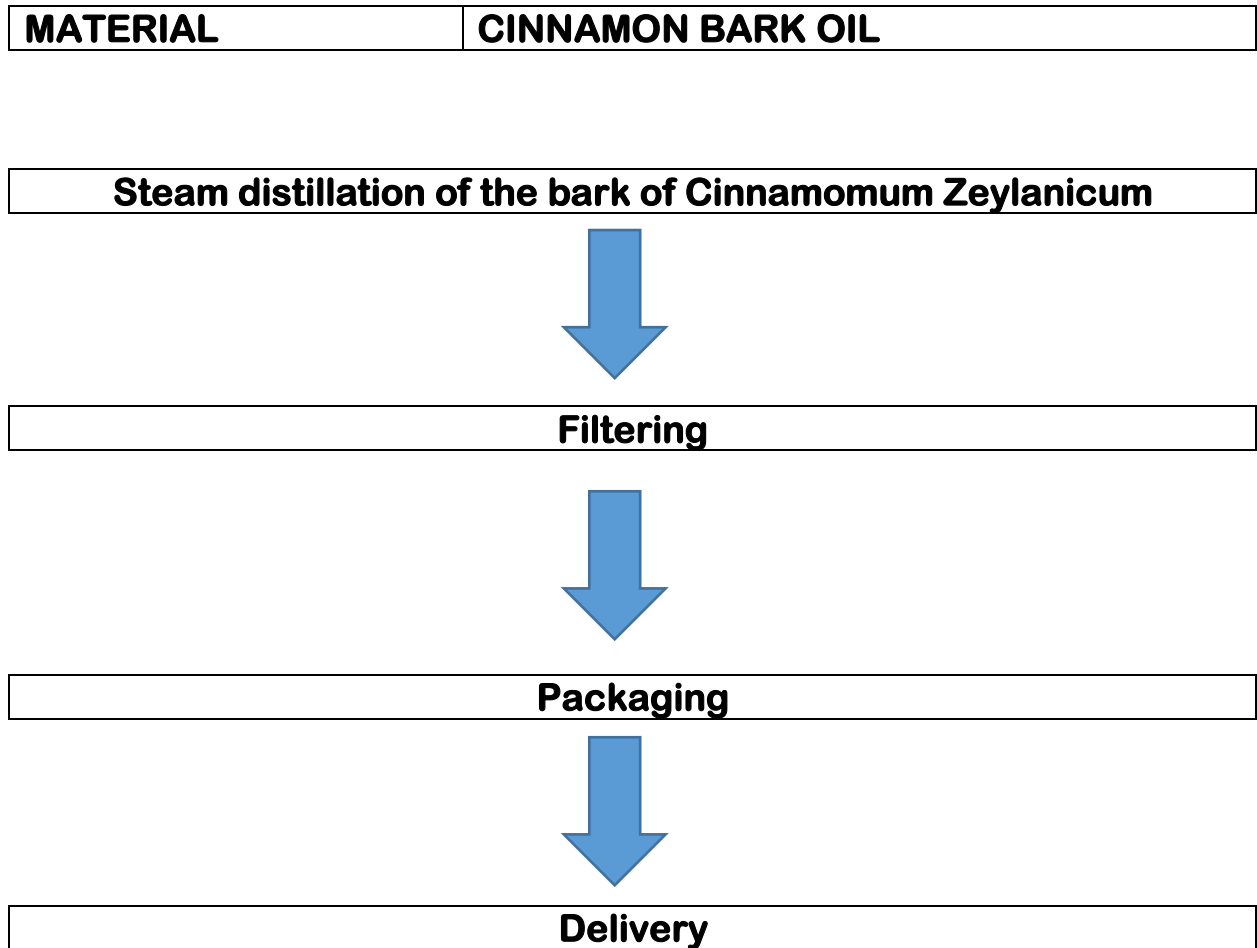 MATERIAL CINNAMON BARK OIL
Steam distillation of the bark of Cinnamomum Zeylanicum
Filtering
Packaging
Delivery